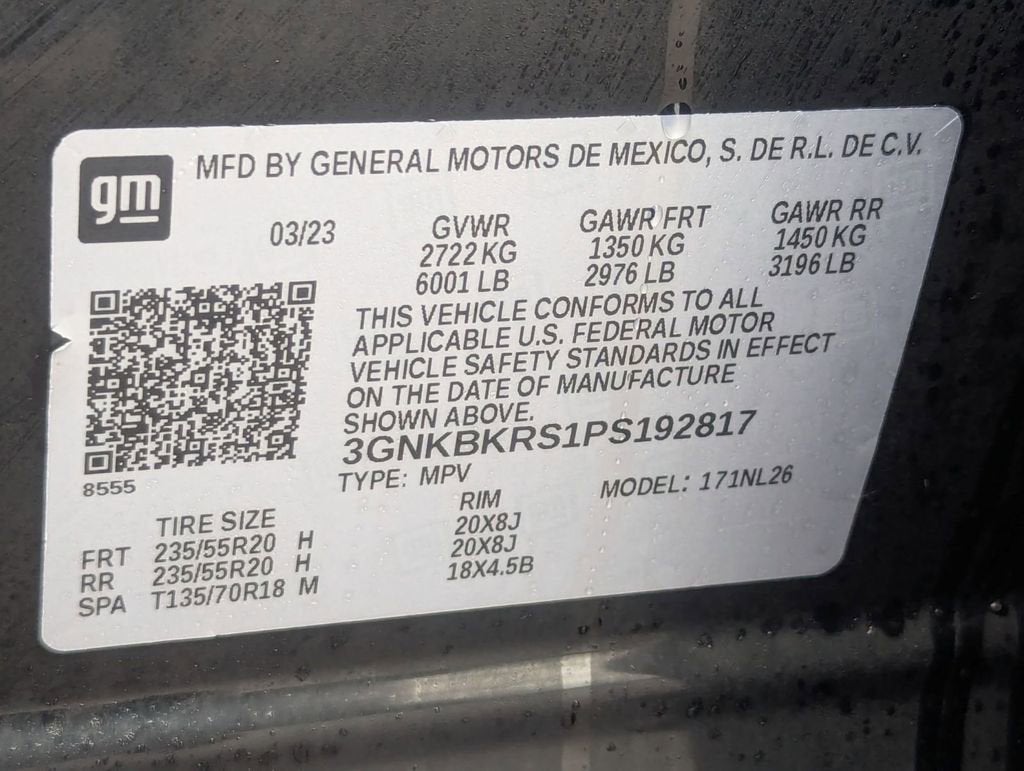 gm
MFD BY GENERAL MOTORS DE MEXICO, S. DE R.L. DE C.V.
03/23 GVWR GAWR FRT GAWR RR
2722 KG 1350 KG 1450 KG
6001 LB 2976 LB 3196 LB
THIS VEHICLE CONFORMS TO ALL
APPLICABLE U.S. FEDERAL MOTOR
VEHICLE SAFETY STANDARDS IN EFFECT
ON THE DATE OF MANUFACTURE
SHOWN ABOVE.
3GNKBKRS1PS192817
8555
TYPE: MPV MODEL: 171NL26
TIRE SIZE RIM
FRT 235/55R20 H 20X8J
RR 235/55R20 H 20X8J
SPA T135/70R18 M 18X4.5B